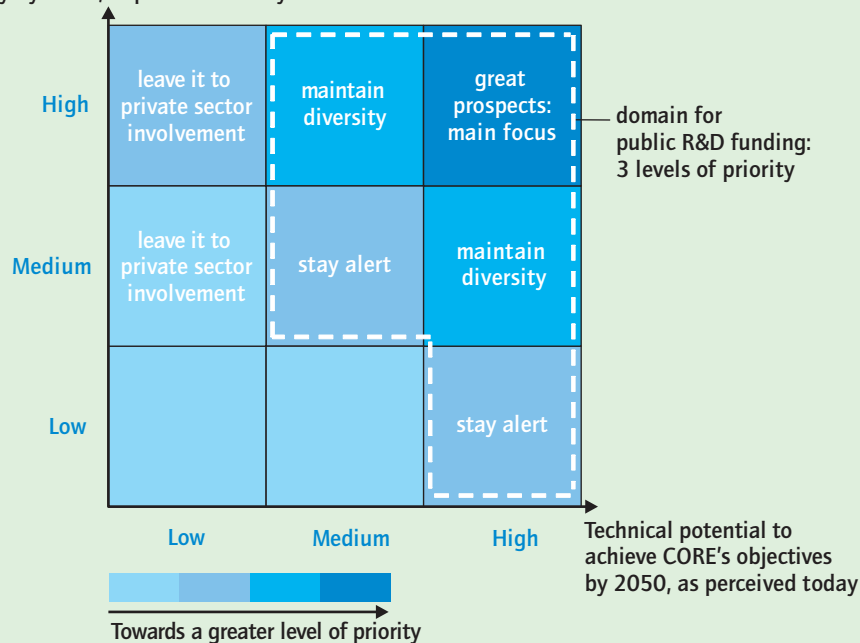 High
leave it to
private sector
involvement
maintain
diversity
great
prospects:
main focus
domain for
public R&D funding:
3 levels of priority
Medium
leave it to
private sector
involvement
stay alert
maintain
diversity
Low
stay alert
Low
Medium
High
Technical potential to
achieve CORE's objectives
by 2050, as perceived today
Towards a greater level of priority